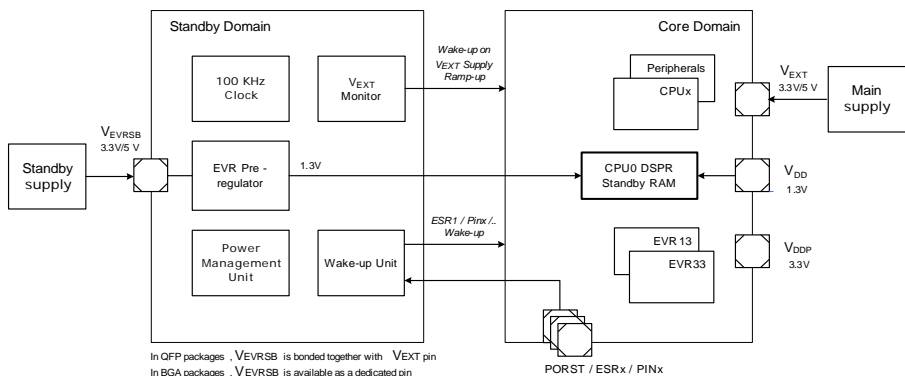 Standby Domain
Core Domain
100 KHz
Clock
VEXT
Monitor
Wake-up on
VEXT Supply
Ramp-up
Peripherals
CPUx
VEXT
3.3V/5 V
Main
supply
VEVRSB
3.3V/5 V
Standby
supply
EVR Pre -
regulator
1.3V
CPU0 DSPR
Standby RAM
VDD
1.3V
Power
Management
Unit
Wake-up Unit
ESR1 / Pinx /..
Wake-up
EVR 13
EVR33
VDDP
3.3V
In QFP packages , VEVRSB is bonded together with VEXT pin
In BGA packages , VEVRSB is available as a dedicated pin
PORST / ESRx / PINx